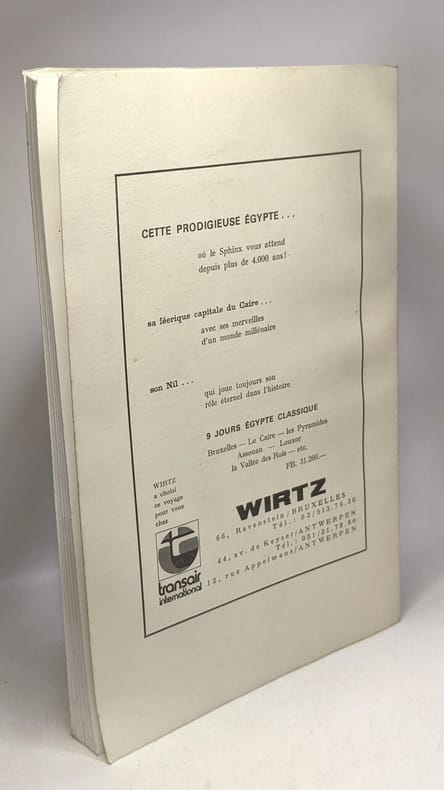 CETTE PRODIGIEUSE ÉGYPTE . . .
où le Sphinx vous attend
depuis plus de 4.000 ans!
sa féerique capitale du Caire . . .
avec ses merveilles
d'un monde millénaire
son Nil . . .
qui joue toujours son
rôle éternel dans l'histoire
9 JOURS ÉGYPTE CLASSIQUE
Bruxelles — Le Caire — les Pyramides
Assouan — Louxor
la Vallée des Rois — etc.
FB. 31.260.—
WIRTZ
a choisi
ce voyage
pour vous
chez
transair
international
WIRTZ
66, Ravenstein/BRUXELLES
Tél.: 02/513.76.30
44, av. de Keyser/ANTWERPEN
Tél.: 031/31.78.60
12, rue Appelmans/ANTWERPEN